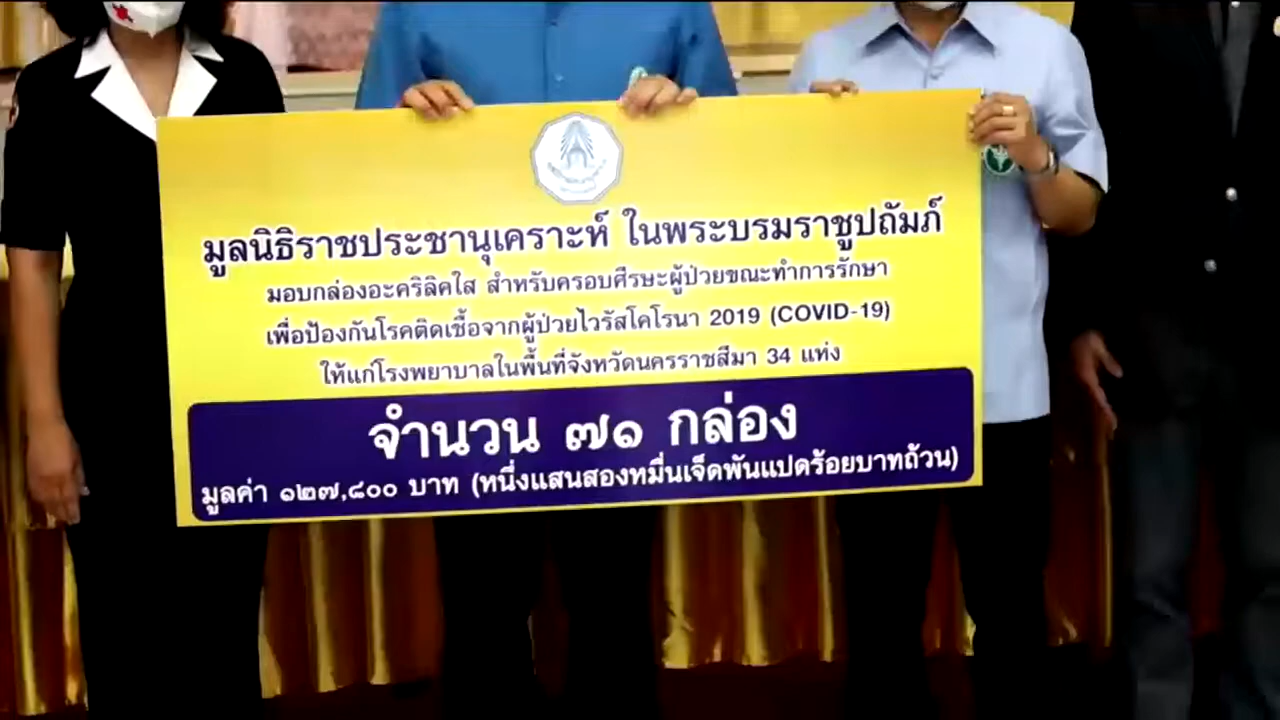 มูลนิธิราชประชานุเคราะห์ ในพระบรมราชูปถัมภ์
มอบกล่องอะคริลิคใส สำหรับครอบศีรษะผู้ป่วยขณะทำการรักษา
เพื่อป้องกันโรคติดเชื้อจากผู้ป่วยไวรัสโคโรนา 2019 (COVID-19)
ให้แก่โรงพยาบาลในพื้นที่จังหวัดนครราชสีมา 34 แห่ง
จำนวน ๗๑ กล่อง
มูลค่า ๑๒๗,๘๐๐ บาท (หนึ่งแสนสองหมื่นเจ็ดพันแปดร้อยบาทถ้วน)